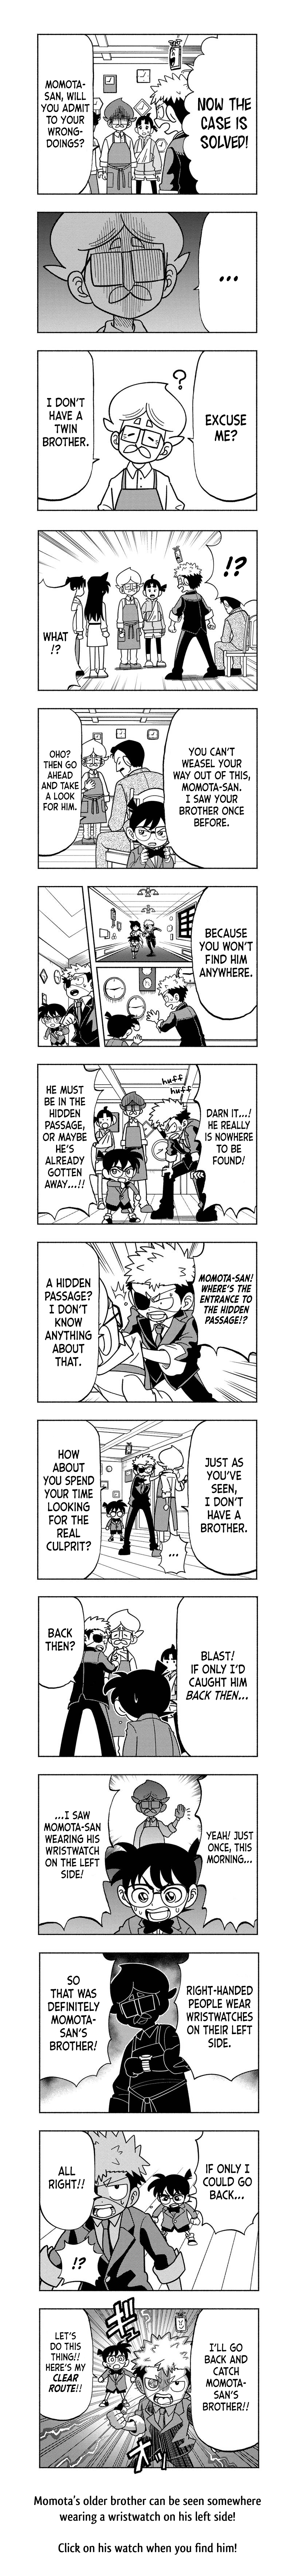 NOW THE
CASE IS
SOLVED!
MOMOTA-
SAN, WILL
YOU ADMIT
TO YOUR
WRONG-
DOINGS?
...
EXCUSE
ME?
?
I DON'T
HAVE A
TWIN
BROTHER.
!?
WHAT
!?
YOU CAN'T
WEASEL YOUR
WAY OUT OF THIS,
MOMOTA-SAN.
I SAW YOUR
BROTHER ONCE
BEFORE.
OHO?
THEN GO
AHEAD
AND TAKE
A LOOK
FOR HIM.
BECAUSE
YOU WON'T
FIND HIM
ANYWHERE.
huff
huff
DARN IT...!
HE REALLY
IS NOWHERE
TO BE
FOUND!
HE MUST
BE IN THE
HIDDEN
PASSAGE,
OR MAYBE
HE'S
ALREADY
GOTTEN
AWAY...!!
MOMOTA-SAN!
WHERE'S THE
ENTRANCE TO
THE HIDDEN
PASSAGE!?
A HIDDEN
PASSAGE?
I DON'T
KNOW
ANYTHING
ABOUT
THAT.
JUST AS
YOU'VE
SEEN,
I DON'T
HAVE A
BROTHER.
HOW
ABOUT
YOU SPEND
YOUR TIME
LOOKING
FOR THE
REAL
CULPRIT?
...
BLAST!
IF ONLY I'D
CAUGHT HIM
BACK THEN...
BACK
THEN?
YEAH! JUST
ONCE, THIS
MORNING...
...I SAW
MOMOTA-SAN
WEARING HIS
WRISTWATCH
ON THE LEFT
SIDE!
RIGHT-HANDED
PEOPLE WEAR
WRISTWATCHES
ON THEIR LEFT
SIDE.
SO
THAT WAS
DEFINITELY
MOMOTA-
SAN'S
BROTHER!
IF ONLY I
COULD GO
BACK...
ALL
RIGHT!!
!?
I'LL GO
BACK AND
CATCH
MOMOTA-
SAN'S
BROTHER!!
LET'S
DO THIS
THING!!
HERE'S MY
CLEAR
ROUTE!!
Momota's older brother can be seen somewhere
wearing a wristwatch on his left side!
Click on his watch when you find him!